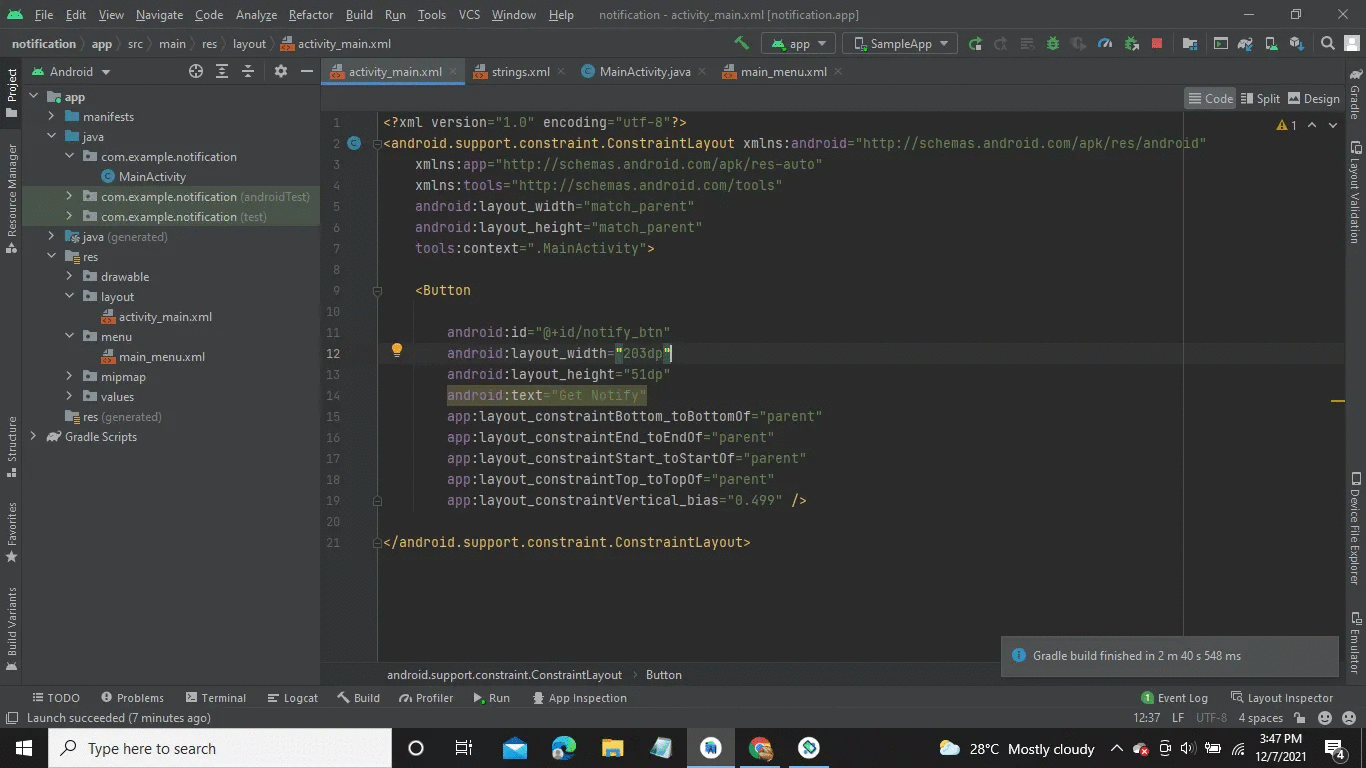 File Edit View Navigate Code Analyze Refactor Build Run Tools VCS Window Help notification - activity_main.xml [notification.app]
notification app src main res layout activity_main.xml app SampleApp
Android activity_main.xml strings.xml MainActivity.java main_menu.xml
Code Split Design
Project
Resource Manager
Structure
Favorites
Build Variants
app
manifests
java
com.example.notification
MainActivity
com.example.notification (androidTest)
com.example.notification (test)
java (generated)
res
drawable
layout
activity_main.xml
menu
main_menu.xml
mipmap
values
res (generated)
Gradle Scripts
1 <?xml version="1.0" encoding="utf-8"?>
2 <android.support.constraint.ConstraintLayout xmlns:android="http://schemas.android.com/apk/res/android"
3 xmlns:app="http://schemas.android.com/apk/res-auto"
4 xmlns:tools="http://schemas.android.com/tools"
5 android:layout_width="match_parent"
6 android:layout_height="match_parent"
7 tools:context=".MainActivity">
8
9 <Button
10
11 android:id="@+id/notify_btn"
12 android:layout_width="203dp"
13 android:layout_height="51dp"
14 android:text="Get Notify"
15 app:layout_constraintBottom_toBottomOf="parent"
16 app:layout_constraintEnd_toEndOf="parent"
17 app:layout_constraintStart_toStartOf="parent"
18 app:layout_constraintTop_toTopOf="parent"
19 app:layout_constraintVertical_bias="0.499" />
20
21 </android.support.constraint.ConstraintLayout>
1
Gradle
Layout Validation
Device File Explorer
Emulator
Gradle build finished in 2 m 40 s 548 ms
android.support.constraint.ConstraintLayout Button
TODO Problems Terminal Logcat Build Profiler Run App Inspection 1 Event Log Layout Inspector
Launch succeeded (7 minutes ago) 12:37 LF UTF-8 4 spaces
Type here to search 28°C Mostly cloudy 3:47 PM
12/7/2021 4